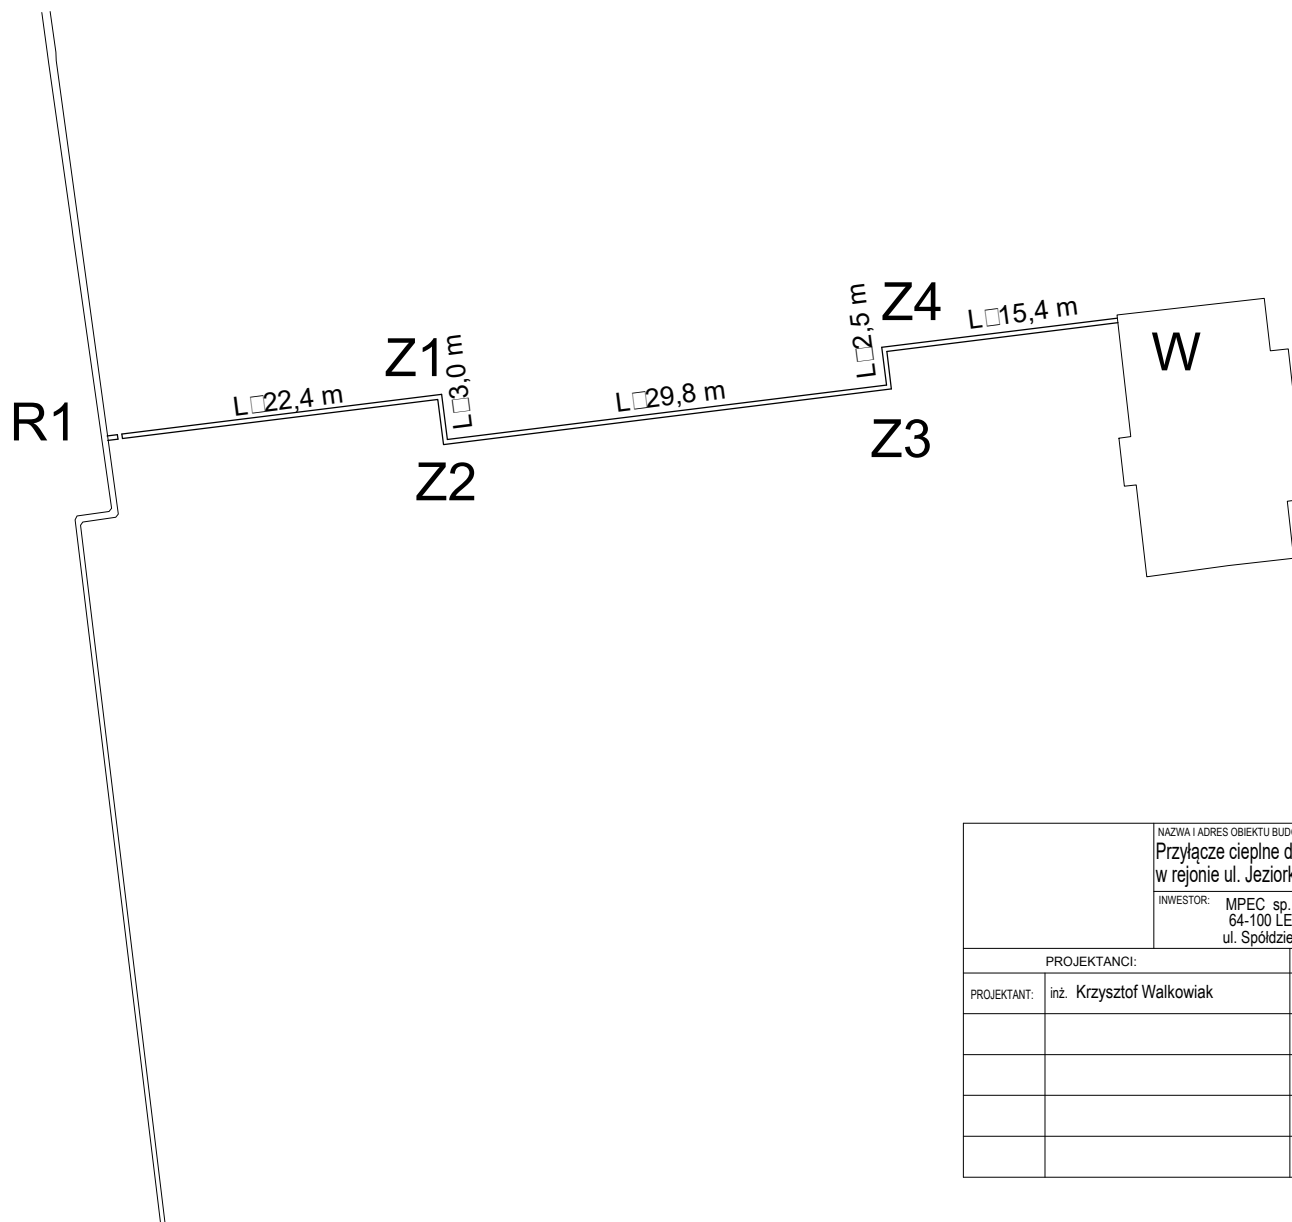 R1
L□22,4 m
Z1
L□3,0 m
Z2
L□29,8 m
L□2,5 m
Z4
Z3
L□15,4 m
W
NAZWA I ADRES OBIEKTU BUD
Przyłącze cieplne d
w rejonie ul. Jeziork
INWESTOR: MPEC sp.
64-100 LE
ul. Spółdzie
PROJEKTANCI:
PROJEKTANT: inż. Krzysztof Walkowiak